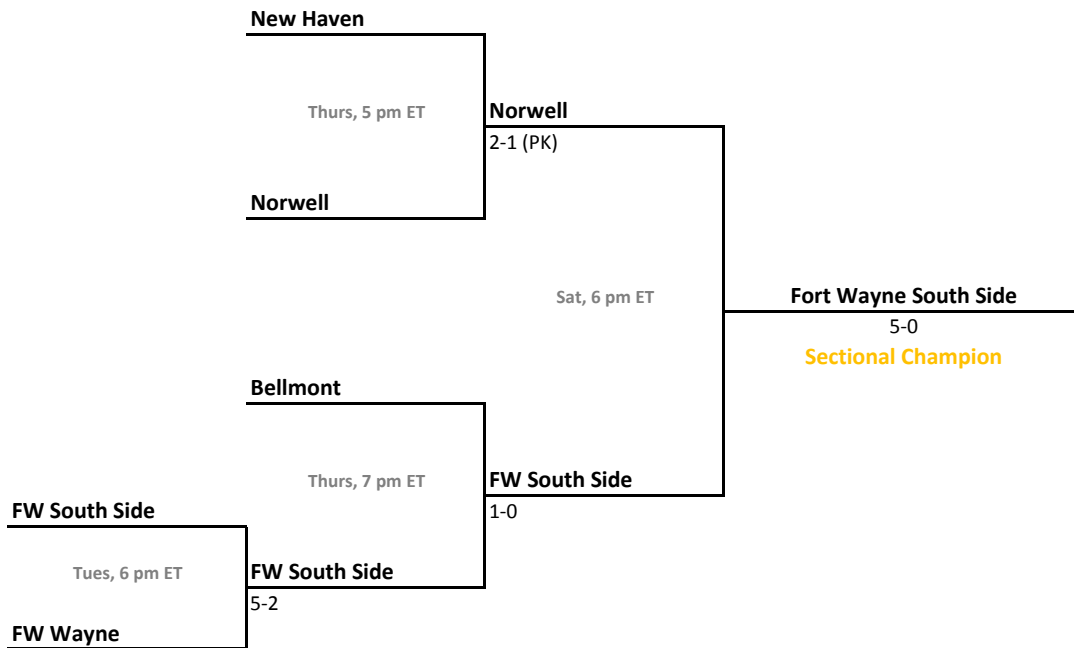 New Haven
Thurs, 5 pm ET
Norwell
2-1 (PK)
Norwell
Sat, 6 pm ET
Fort Wayne South Side
5-0
Sectional Champion
Bellmont
Thurs, 7 pm ET
FW South Side
1-0
FW South Side
Tues, 6 pm ET
FW South Side
5-2
FW Wayne